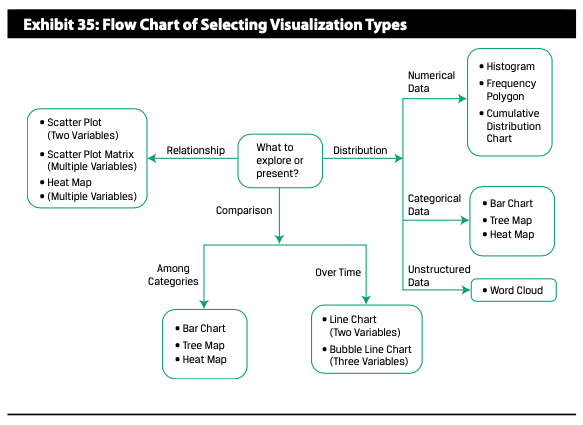 Exhibit 35: Flow Chart of Selecting Visualization Types
Numerical
Data
• Histogram
• Frequency
Polygon
• Cumulative
Distribution
Chart
• Scatter Plot
(Two Variables)
• Scatter Plot Matrix
(Multiple Variables)
• Heat Map
• (Multiple Variables)
Relationship
What to
explore or
present?
Distribution
Categorical
Data
• Bar Chart
• Tree Map
• Heat Map
Comparison
Unstructured
Data
• Word Cloud
Among
Categories
Over Time
• Bar Chart
• Tree Map
• Heat Map
• Line Chart
(Two Variables)
• Bubble Line Chart
(Three Variables)